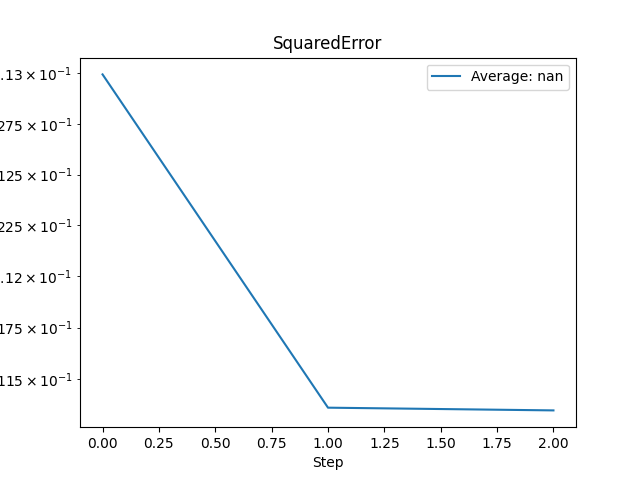 SquaredError
Average: nan
.13 × 10⁻¹
275 × 10⁻¹
125 × 10⁻¹
225 × 10⁻¹
.12 × 10⁻¹
175 × 10⁻¹
115 × 10⁻¹
0.00 0.25 0.50 0.75 1.00 1.25 1.50 1.75 2.00
Step